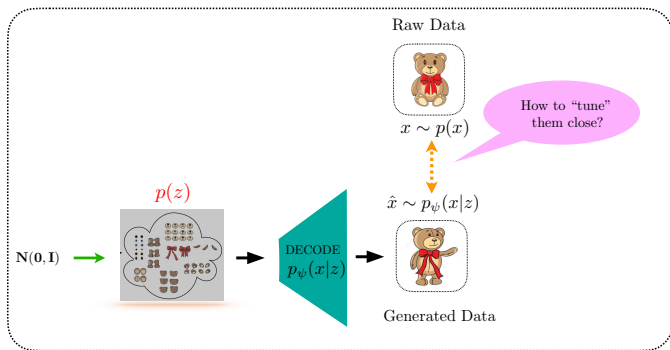 Raw Data
x ∼ p(x)
How to “tune”
them close?
p(z)
x̂ ∼ pψ(x|z)
N(0, I)
DECODE
pψ(x|z)
Generated Data